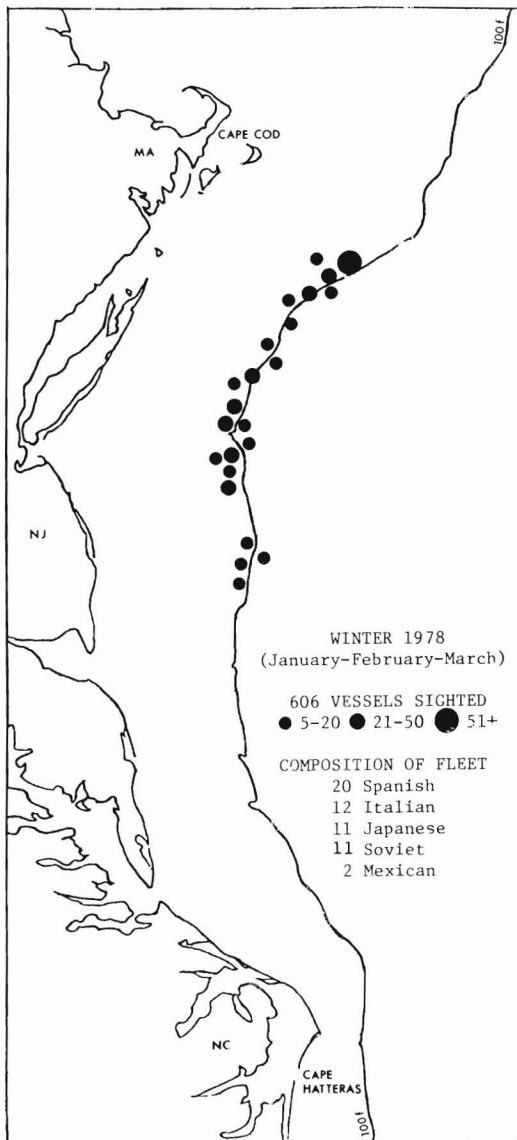 100f
CAPE COD
MA
NJ
WINTER 1978
(January-February-March)
606 VESSELS SIGHTED
5-20 21-50 51+
COMPOSITION OF FLEET
20 Spanish
12 Italian
11 Japanese
11 Soviet
2 Mexican
NC
CAPE
HATTERAS
100f